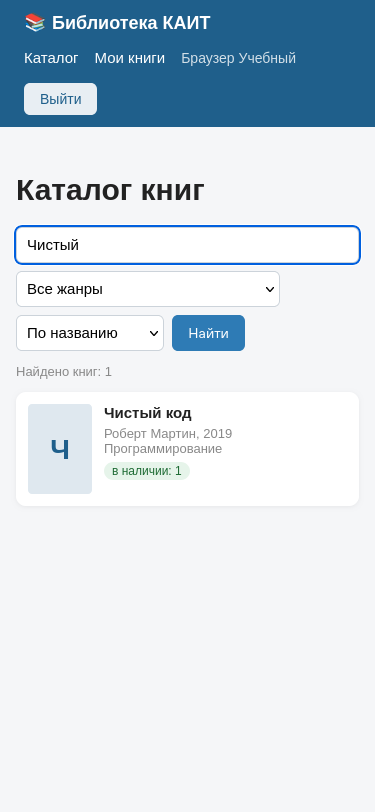 📚 Библиотека КАИТ
Каталог Мои книги Браузер Учебный
Выйти
Каталог книг
Чистый
Все жанры
По названию Найти
Найдено книг: 1
Ч
Чистый код
Роберт Мартин, 2019
Программирование
в наличии: 1